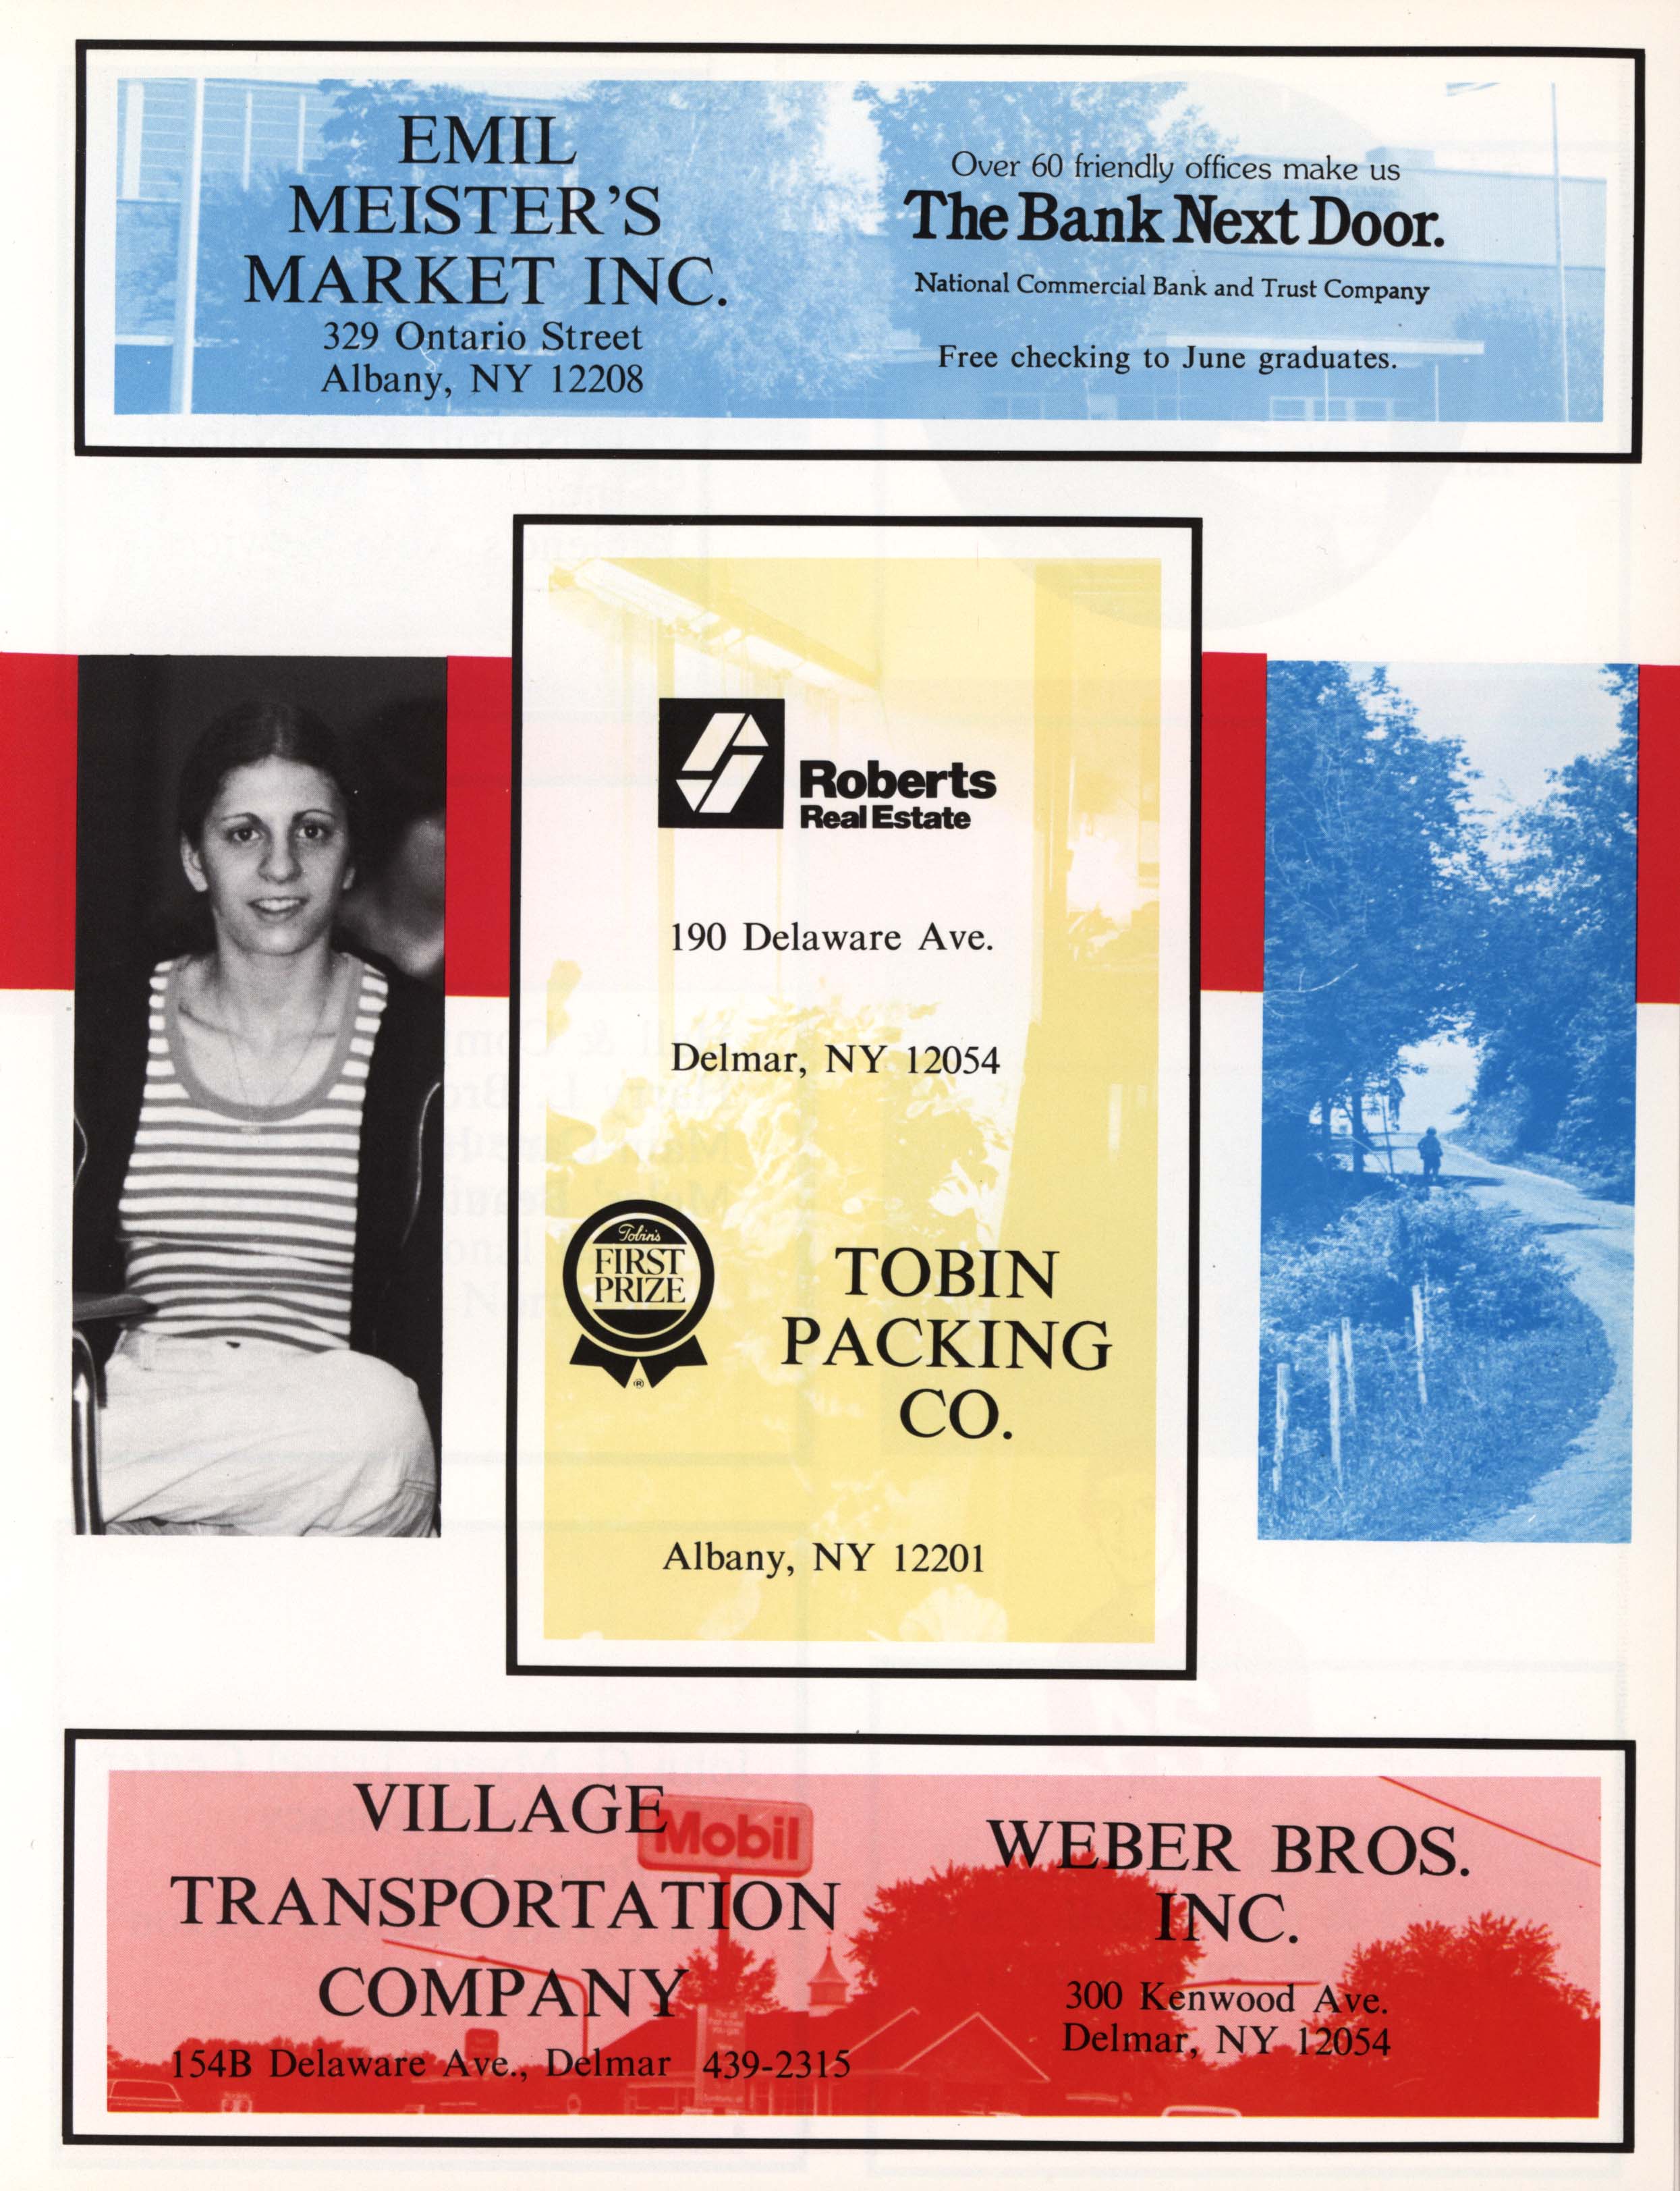 EMIL
MEISTER'S
MARKET INC.
329 Ontario Street
Albany, NY 12208
Over 60 friendly offices make us
The Bank Next Door.
National Commercial Bank and Trust Company
Free checking to June graduates.
Roberts
Real Estate
190 Delaware Ave.
Delmar, NY 12054
Tobin's
FIRST
PRIZE
®
TOBIN
PACKING
CO.
Albany, NY 12201
VILLAGE
TRANSPORTATION
COMPANY
154B Delaware Ave., Delmar 439-2315
Mobil
WEBER BROS.
INC.
300 Kenwood Ave.
Delmar, NY 12054